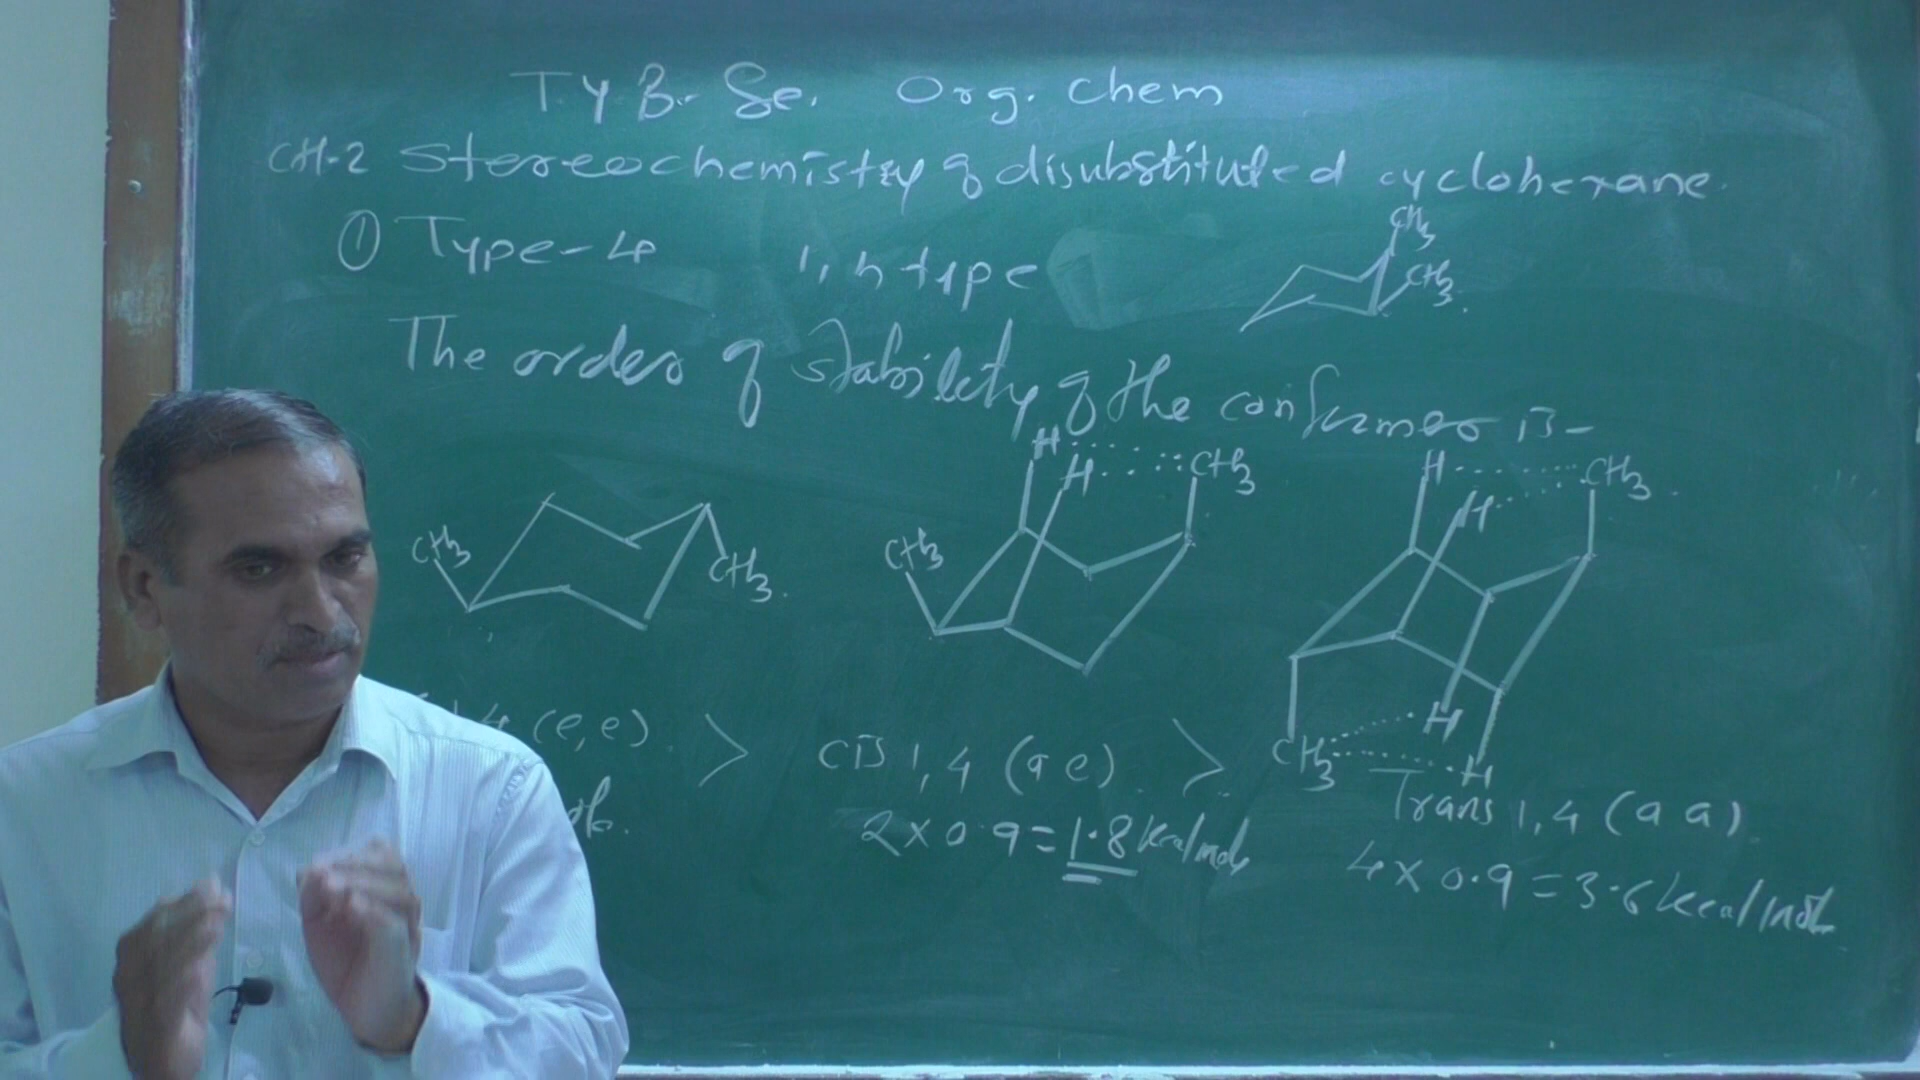 T.Y B. Sc. Org. Chem
CH-2 Stereochemistry of disubstituted cyclohexane.
① Type-4 1,4 type
CH3
CH3
The order of stability of the conformers is -
H CH3
H
H CH3
H
CH3 CH3
CH3
(e,e) > cis 1,4 (a e) > CH3 H
H
Trans 1,4 (a a)
2 x 0.9 = 1.8 kcal/mol
4 x 0.9 = 3.6 kcal/mol